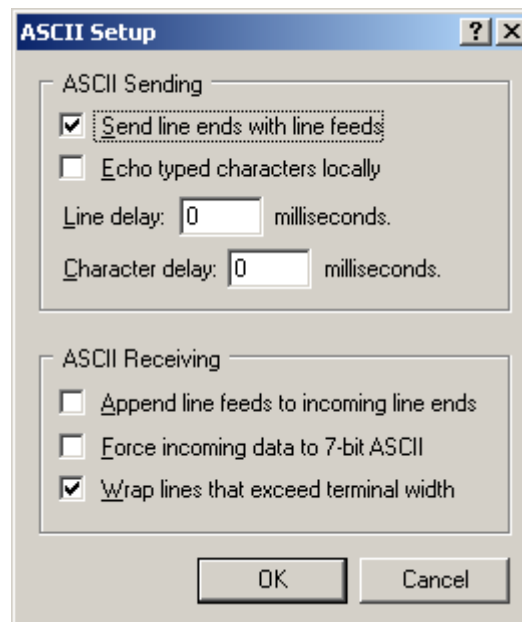 ASCII Setup
ASCII Sending
Send line ends with line feeds
Echo typed characters locally
Line delay: 0 milliseconds.
Character delay: 0 milliseconds.
ASCII Receiving
Append line feeds to incoming line ends
Force incoming data to 7-bit ASCII
Wrap lines that exceed terminal width
OK Cancel